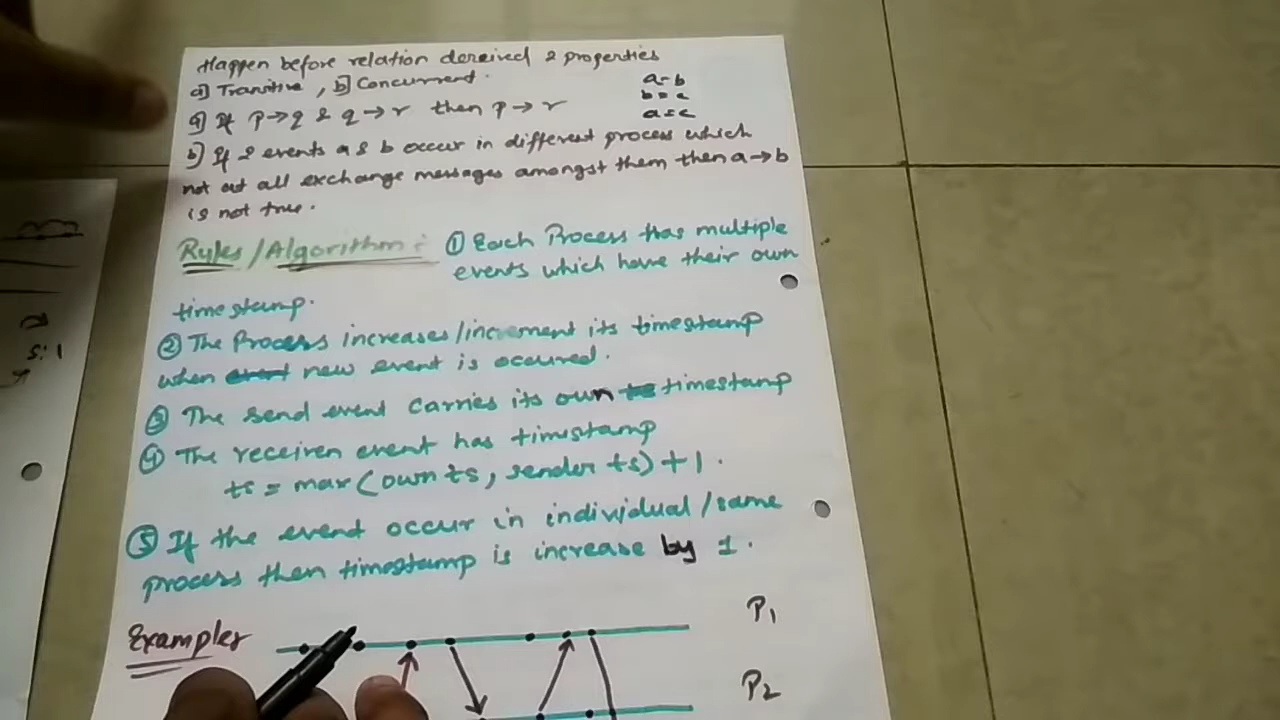 Happen before relation dereived 2 properties
a) Transitive, b) Concurrent.
a - b
b = c
a = c
a) If P→q & q→r then P→r
b) If 2 events a & b occur in different process which
not at all exchange messages amongst them then a→b
is not true.
Rules/Algorithm :
① Each Process has multiple
events which have their own
timestamp.
② The Process increases/increment its timestamp
when new event is occured.
③ The send event carries its own timestamp
④ The receiven event has timestamp
ts = max (own ts, sender ts) + 1.
⑤ If the event occur in individual/same
process then timestamp is increase by 1.
Examples
P1
P2
S: 1